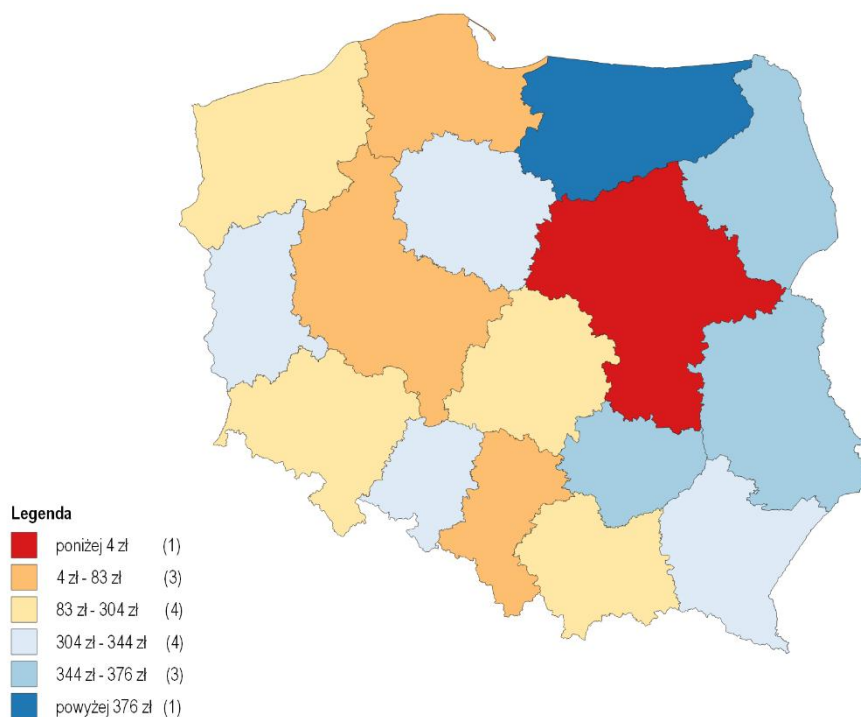 Legenda
poniżej 4 zł (1)
4 zł - 83 zł (3)
83 zł - 304 zł (4)
304 zł - 344 zł (4)
344 zł - 376 zł (3)
powyżej 376 zł (1)